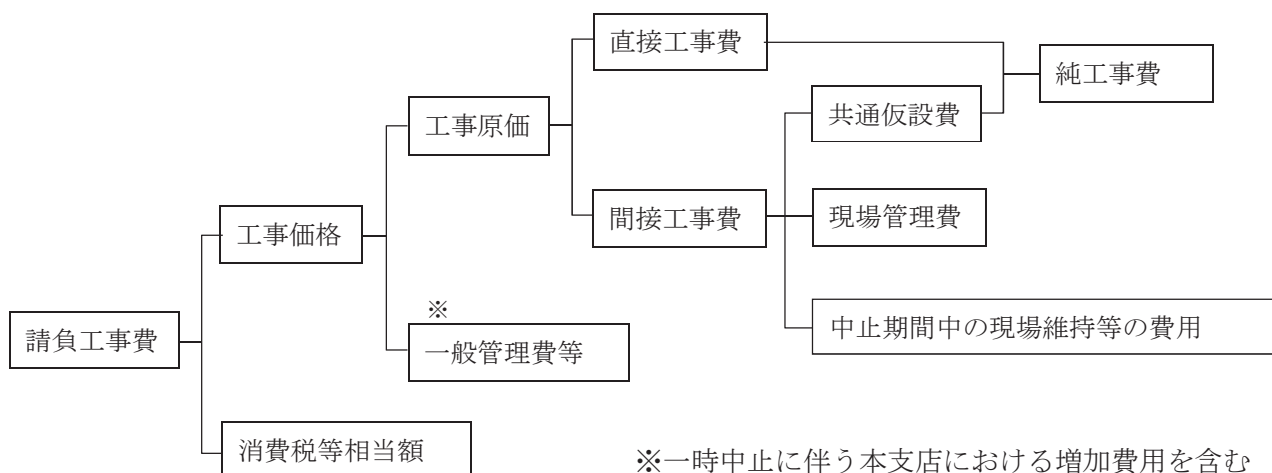 直接工事費
純工事費
共通仮設費
工事原価
間接工事費
現場管理費
工事価格
※
中止期間中の現場維持等の費用
請負工事費
一般管理費等
消費税等相当額
※一時中止に伴う本支店における増加費用を含む